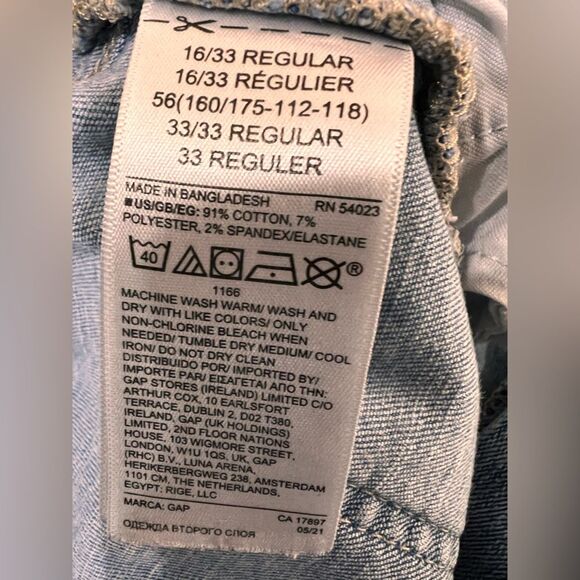 16/33 REGULAR
16/33 RÉGULIER
56(160/175-112-118)
33/33 REGULAR
33 REGULER
MADE IN BANGLADESH RN 54023
■US/GB/EG: 91% COTTON, 7%
POLYESTER, 2% SPANDEX/ELASTANE
40 ®
1166
MACHINE WASH WARM/ WASH AND
DRY WITH LIKE COLORS/ ONLY
NON-CHLORINE BLEACH WHEN
NEEDED/ TUMBLE DRY MEDIUM/ COOL
IRON/ DO NOT DRY CLEAN
DISTRIBUIDO POR/ IMPORTED BY/
IMPORTE PAR/ ΕΙΣΑΓΕΤΑΙ ΑΠΟ ΤΗΝ:
GAP STORES (IRELAND) LIMITED C/O
ARTHUR COX, 10 EARLSFORT
TERRACE, DUBLIN 2, D02 T380,
IRELAND, GAP (UK HOLDINGS)
LIMITED, 2ND FLOOR NATIONS
HOUSE, 103 WIGMORE STREET,
LONDON, W1U 1QS, UK, GAP
(RHC) B.V., LUNA ARENA,
HERIKERBERGWEG 238, AMSTERDAM
1101 CM, THE NETHERLANDS,
EGYPT: RIGE, LLC
MARCA: GAP CA 17897
ОДЕЖДА ВТОРОГО СЛОЯ 05/21